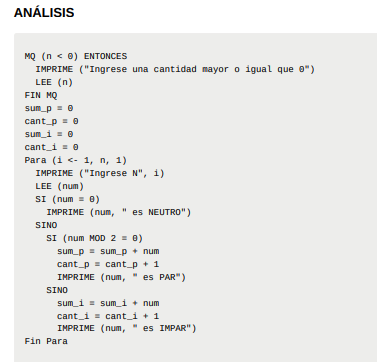 ANÁLISIS
MQ (n < 0) ENTONCES
IMPRIME ("Ingrese una cantidad mayor o igual que 0")
LEE (n)
FIN MQ
sum_p = 0
cant_p = 0
sum_i = 0
cant_i = 0
Para (i <- 1, n, 1)
IMPRIME ("Ingrese N", i)
LEE (num)
SI (num = 0)
IMPRIME (num, " es NEUTRO")
SINO
SI (num MOD 2 = 0)
sum_p = sum_p + num
cant_p = cant_p + 1
IMPRIME (num, " es PAR")
SINO
sum_i = sum_i + num
cant_i = cant_i + 1
IMPRIME (num, " es IMPAR")
Fin Para